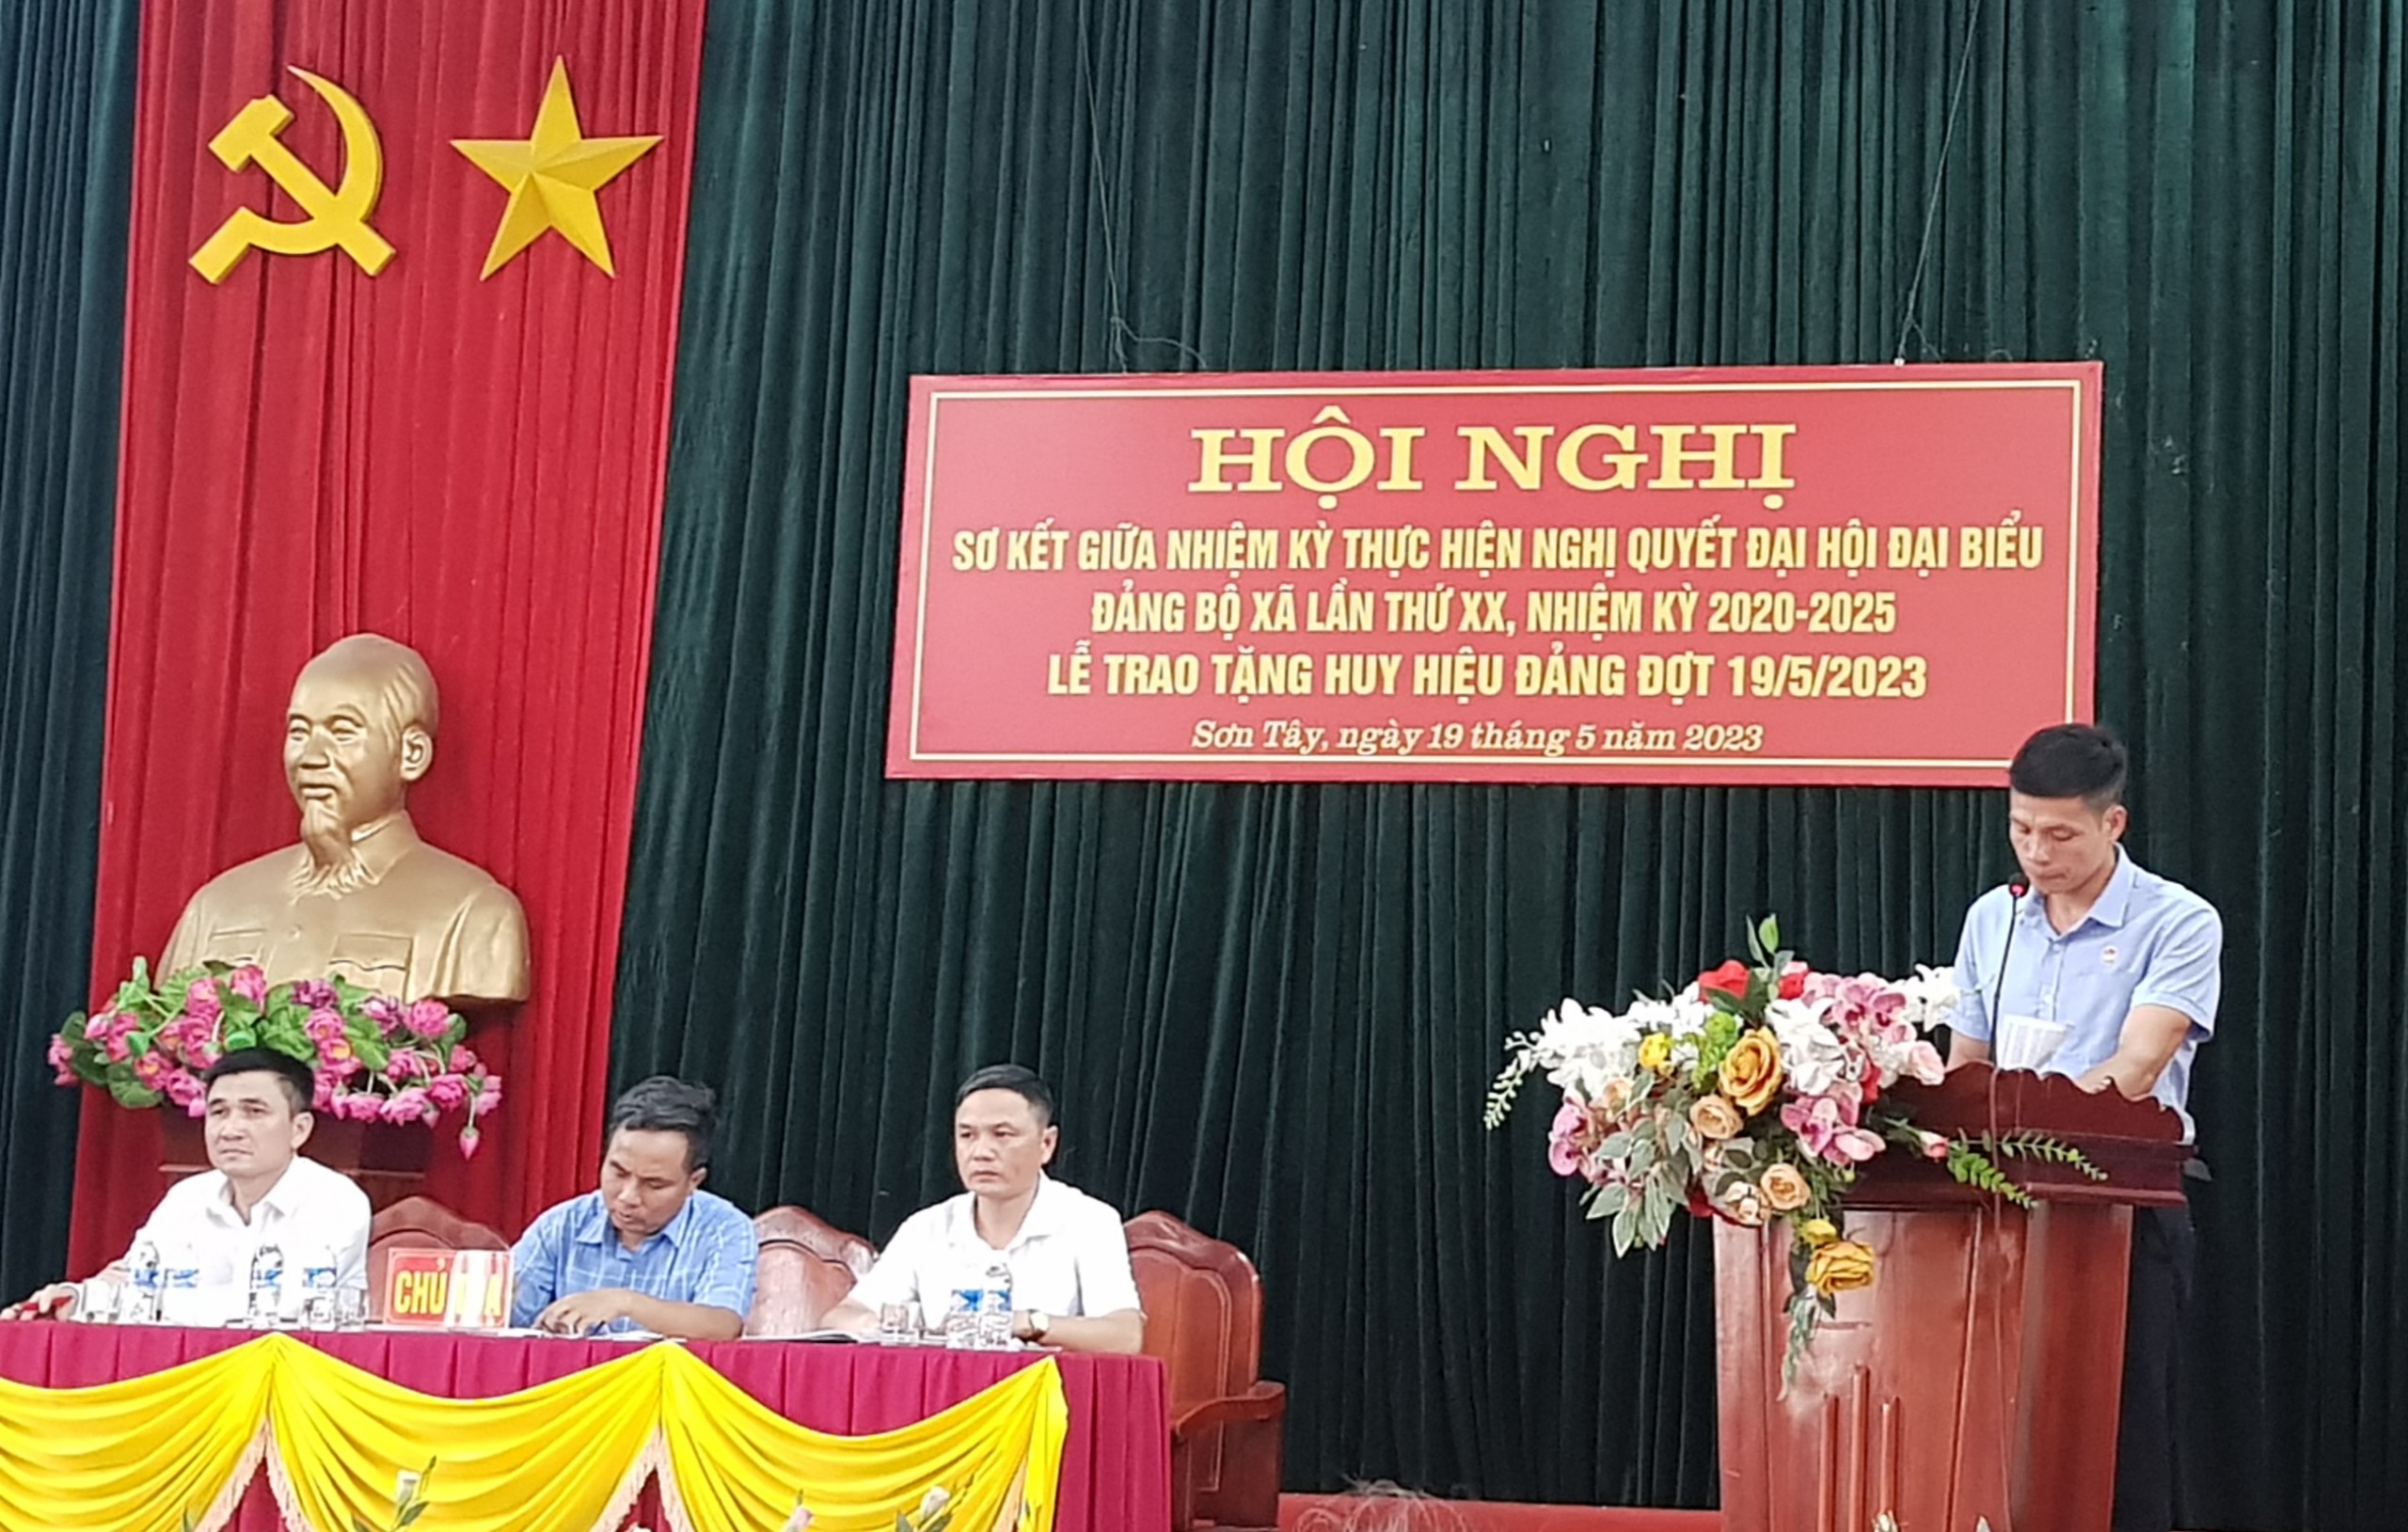 HỘI NGHỊ
SƠ KẾT GIỮA NHIỆM KỲ THỰC HIỆN NGHỊ QUYẾT ĐẠI HỘI ĐẠI BIỂU
ĐẢNG BỘ XÃ LẦN THỨ XX, NHIỆM KỲ 2020-2025
LỄ TRAO TẶNG HUY HIỆU ĐẢNG ĐỢT 19/5/2023
Sơn Tây, ngày 19 tháng 5 năm 2023
CHỦ